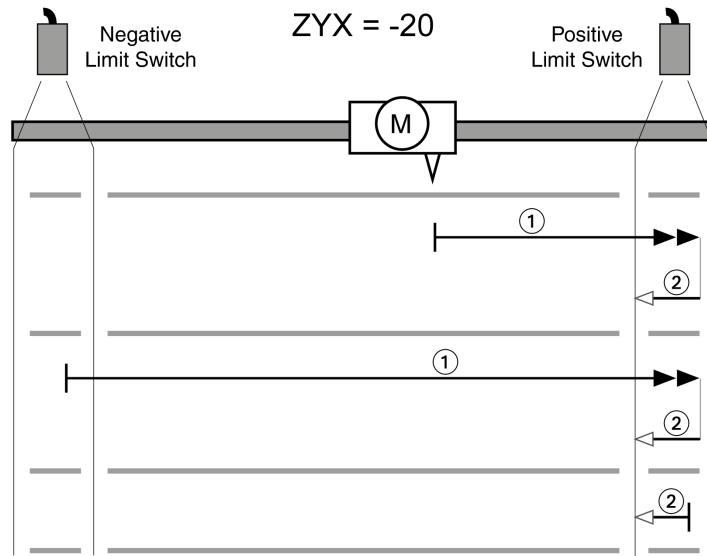 ZYX = -20
Negative
Limit Switch
Positive
Limit Switch
M
1
2
1
2
2